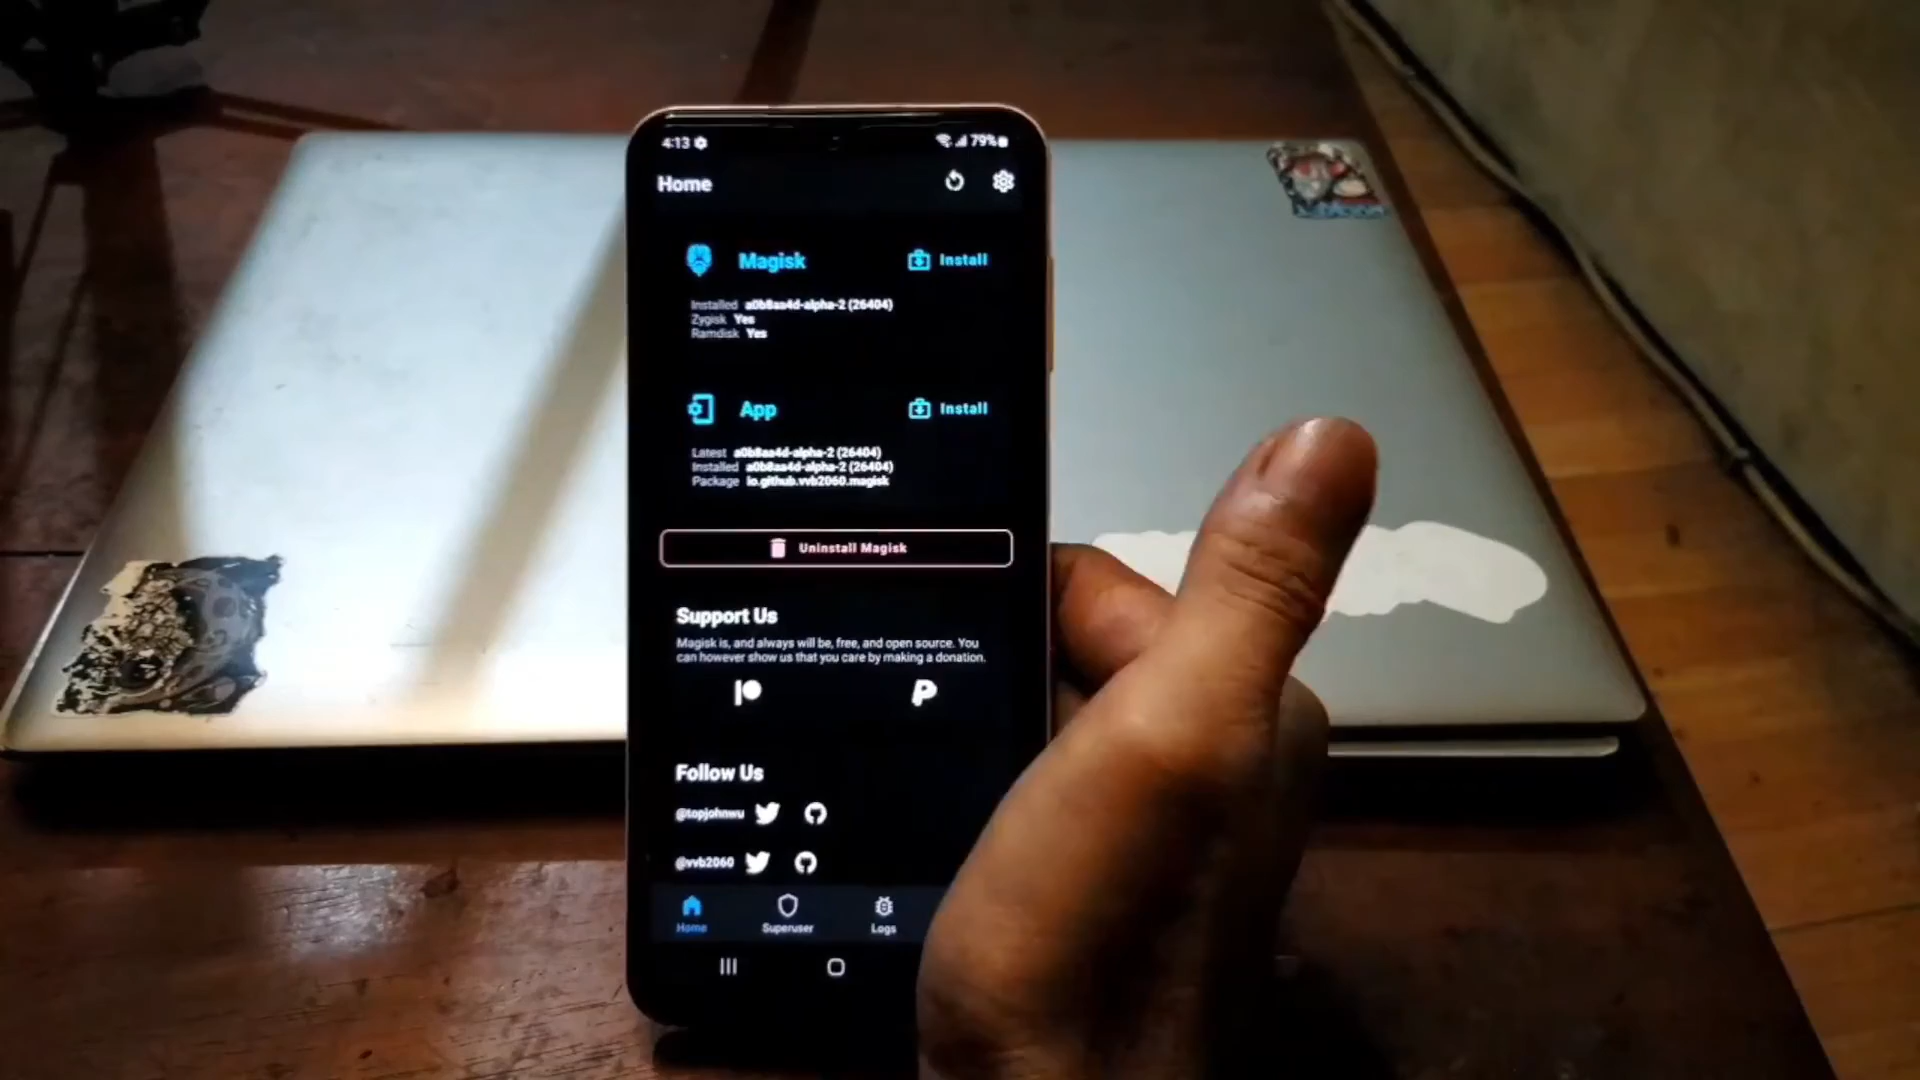 4:13
79%
Home
Magisk
Install
Installed a0b8aa4d-alpha-2 (26404)
Zygisk Yes
Ramdisk Yes
App
Install
Latest a0b8aa4d-alpha-2 (26404)
Installed a0b8aa4d-alpha-2 (26404)
Package io.github.vvb2060.magisk
Uninstall Magisk
Support Us
Magisk is, and always will be, free, and open source. You
can however show us that you care by making a donation.
Follow Us
@topjohnwu
@vvb2060
Home
Superuser
Logs